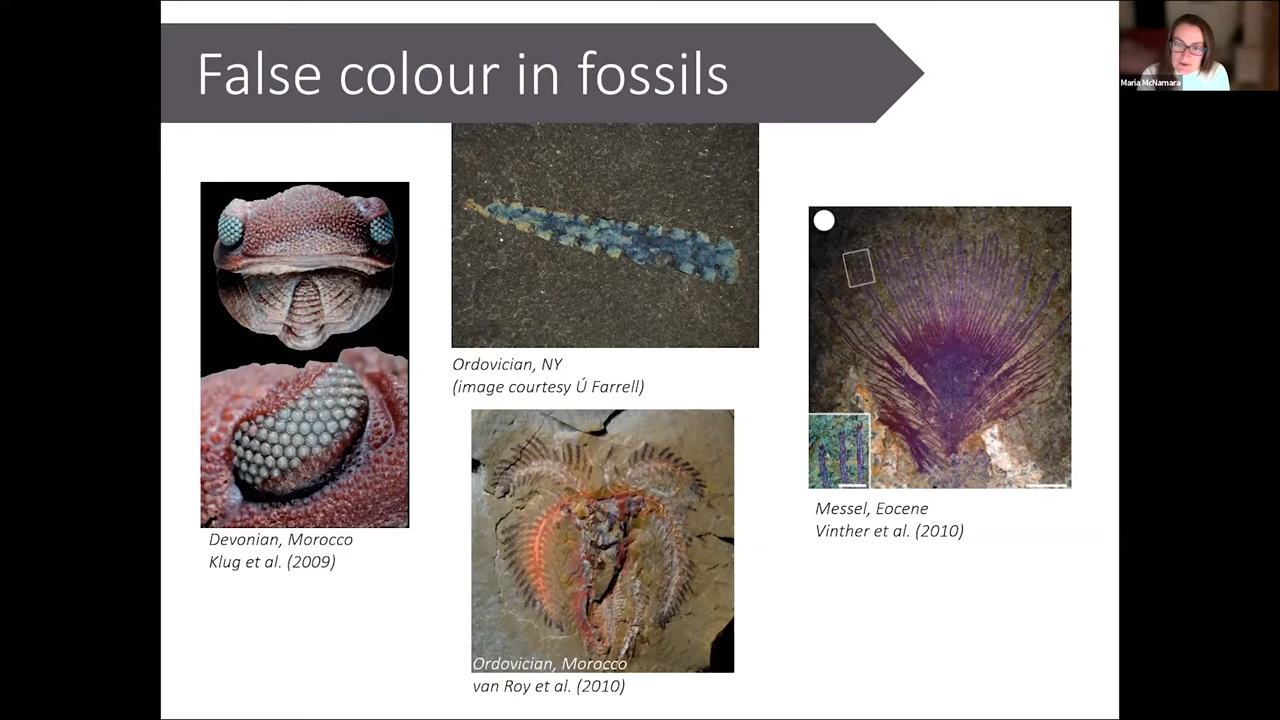 False colour in fossils
Maria McNamara
Ordovician, NY
(image courtesy Ú Farrell)
Devonian, Morocco
Klug et al. (2009)
Messel, Eocene
Vinther et al. (2010)
Ordovician, Morocco
van Roy et al. (2010)